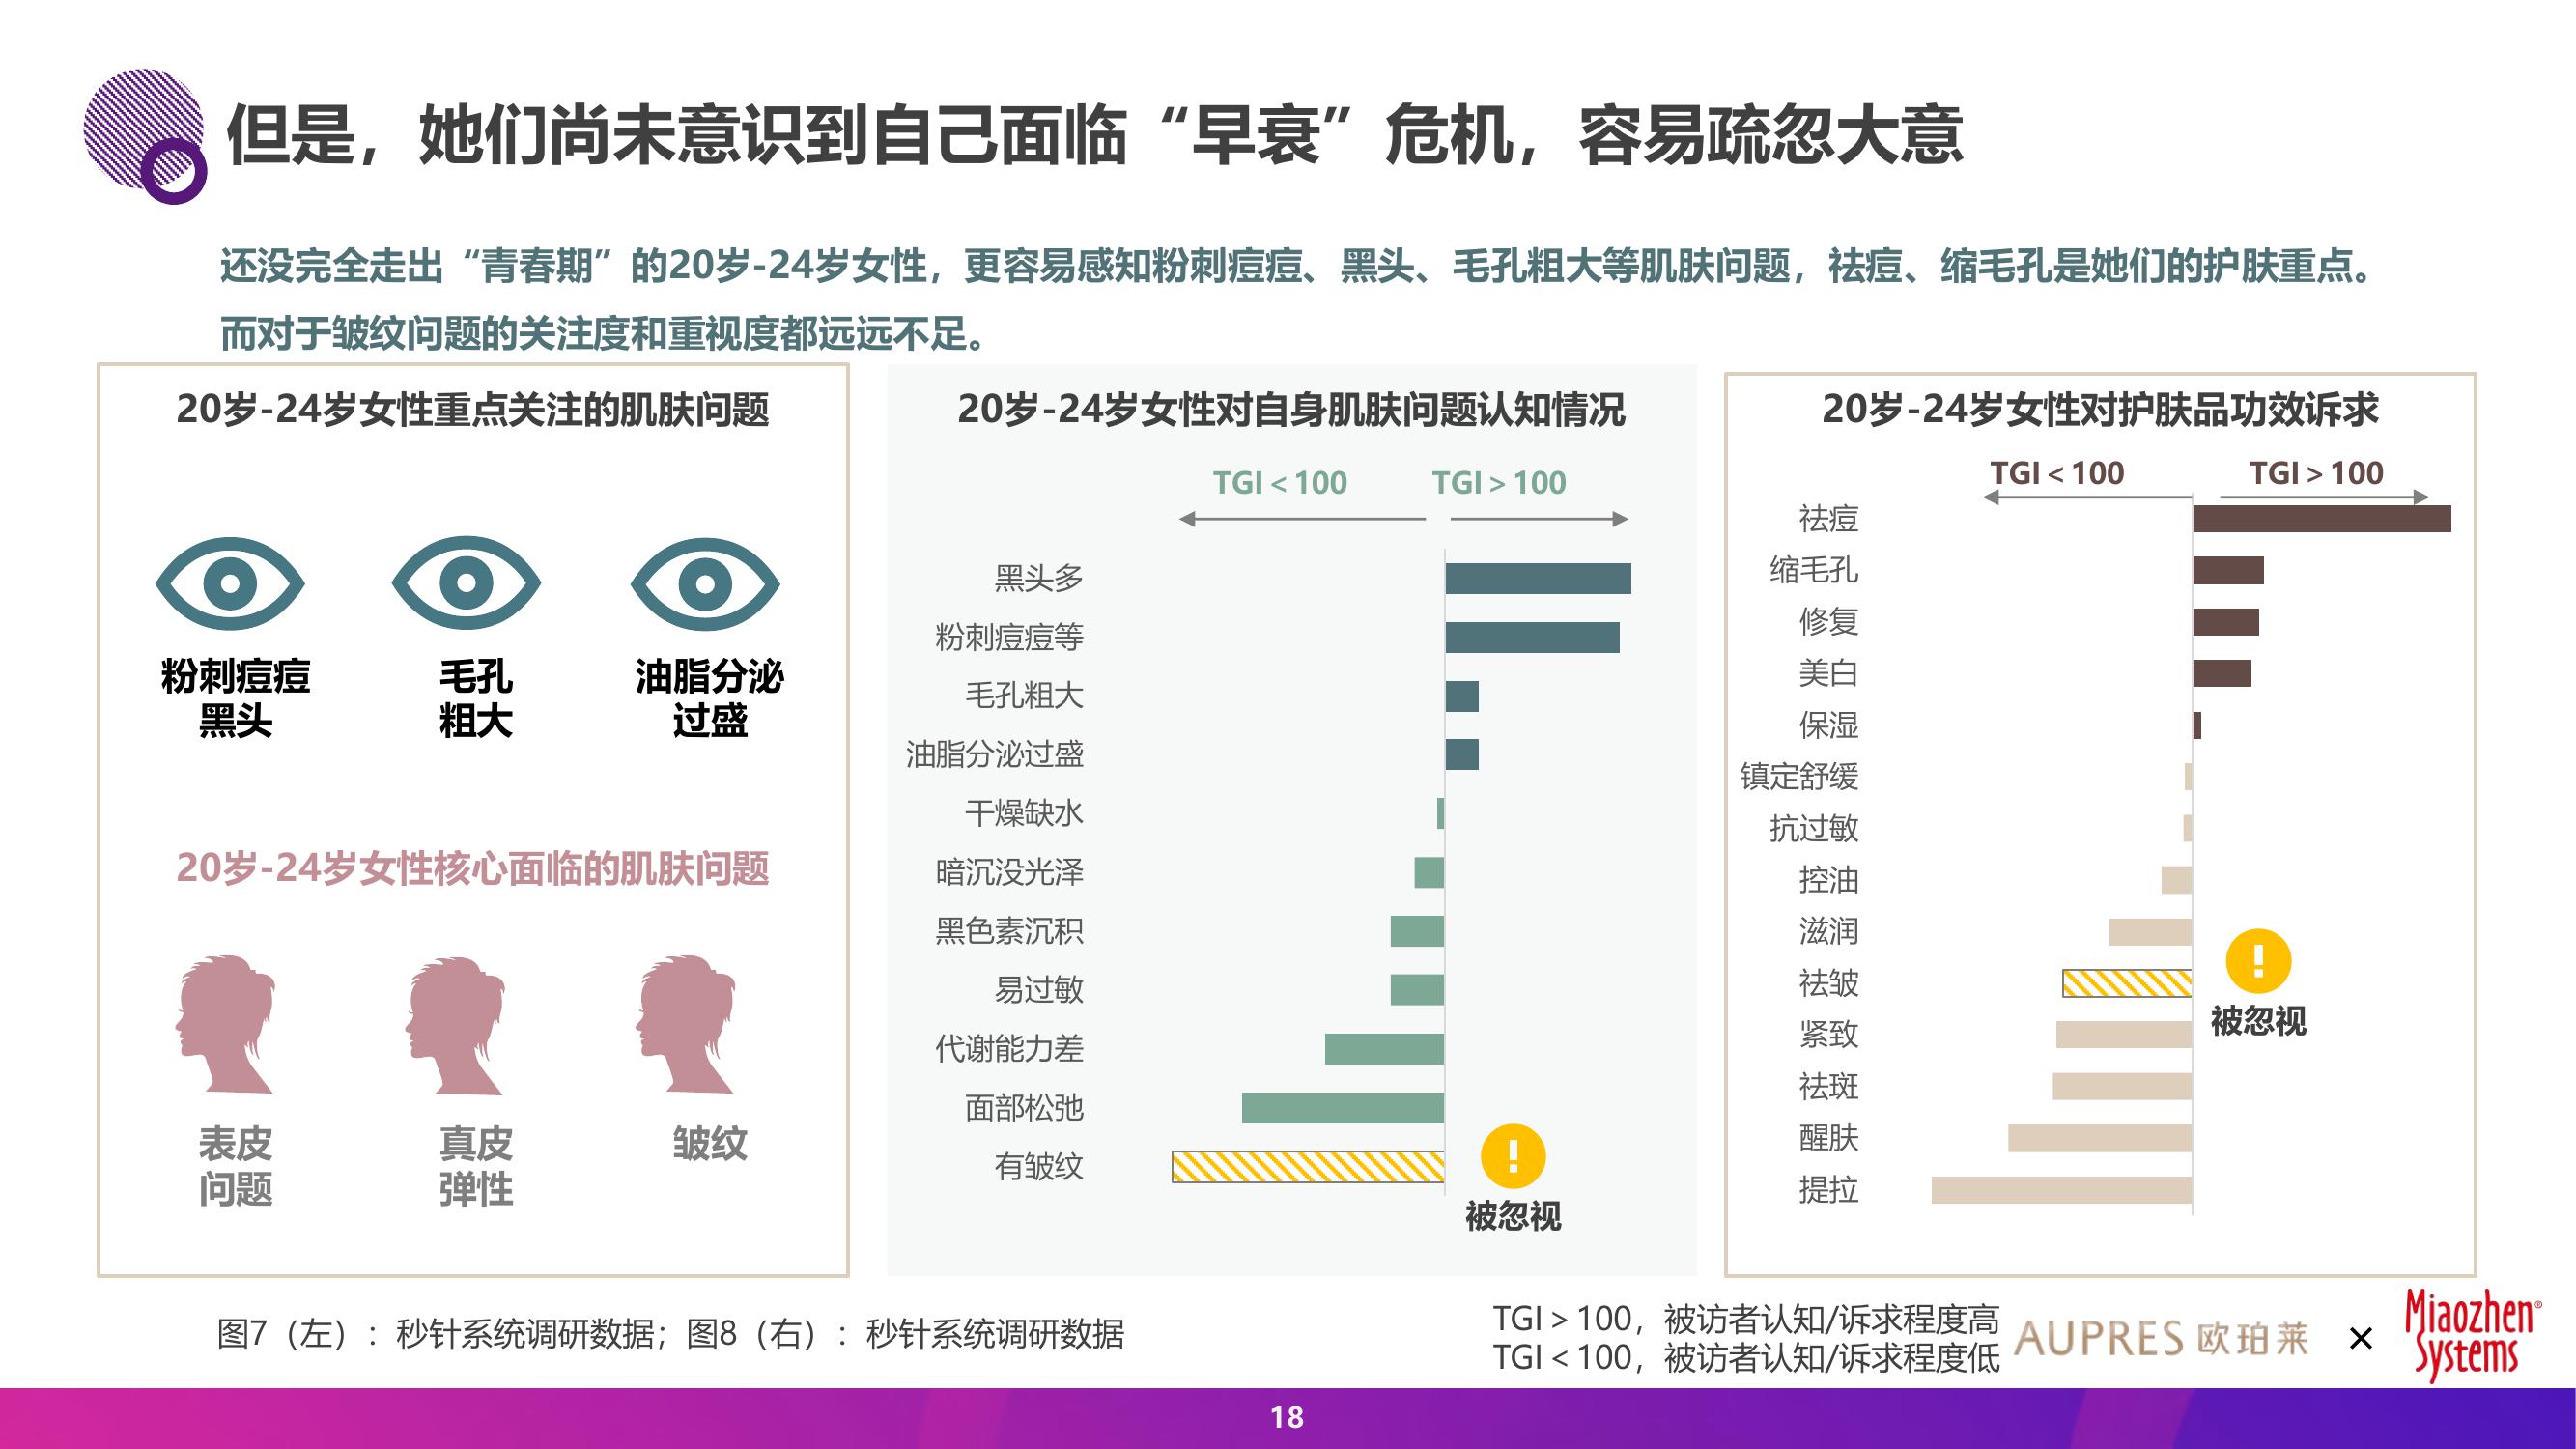 但是，她们尚未意识到自己面临“早衰”危机，容易疏忽大意
还没完全走出“青春期”的20岁-24岁女性，更容易感知粉刺痘痘、黑头、毛孔粗大等肌肤问题，祛痘、缩毛孔是她们的护肤重点。
而对于皱纹问题的关注度和重视度都远远不足。
20岁-24岁女性重点关注的肌肤问题
粉刺痘痘
黑头
毛孔
粗大
油脂分泌
过盛
20岁-24岁女性核心面临的肌肤问题
表皮
问题
真皮
弹性
皱纹
20岁-24岁女性对自身肌肤问题认知情况
TGI＜100
TGI＞100
黑头多
粉刺痘痘等
毛孔粗大
油脂分泌过盛
干燥缺水
暗沉没光泽
黑色素沉积
易过敏
代谢能力差
面部松弛
有皱纹
!
被忽视
20岁-24岁女性对护肤品功效诉求
TGI＜100
TGI＞100
祛痘
缩毛孔
修复
美白
保湿
镇定舒缓
抗过敏
控油
滋润
祛皱
紧致
祛斑
醒肤
提拉
!
被忽视
图7（左）：秒针系统调研数据；图8（右）：秒针系统调研数据
TGI＞100，被访者认知/诉求程度高
TGI＜100，被访者认知/诉求程度低
AUPRES 欧珀莱
×
Miaozhen®
Systems
18